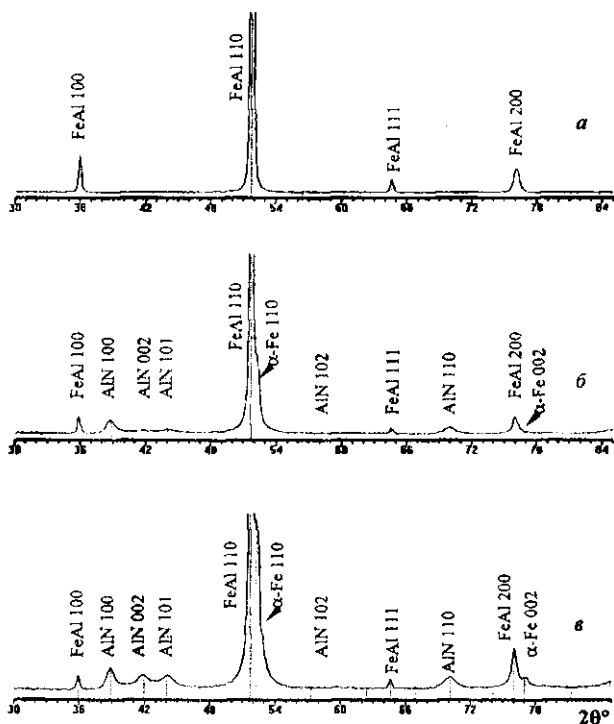 FeAl 100
FeAl 110
FeAl 111
FeAl 200
а
30 36 42 48 54 60 66 72 78 84
FeAl 100
AlN 100
AlN 002
AlN 101
FeAl 110
α-Fe 110
AlN 102
FeAl 111
AlN 110
FeAl 200
α-Fe 002
б
30 36 42 48 54 60 66 72 78 84
FeAl 100
AlN 100
AlN 002
AlN 101
FeAl 110
α-Fe 110
AlN 102
FeAl 111
AlN 110
FeAl 200
α-Fe 002
в
30 36 42 48 54 60 66 72 78
2θ°